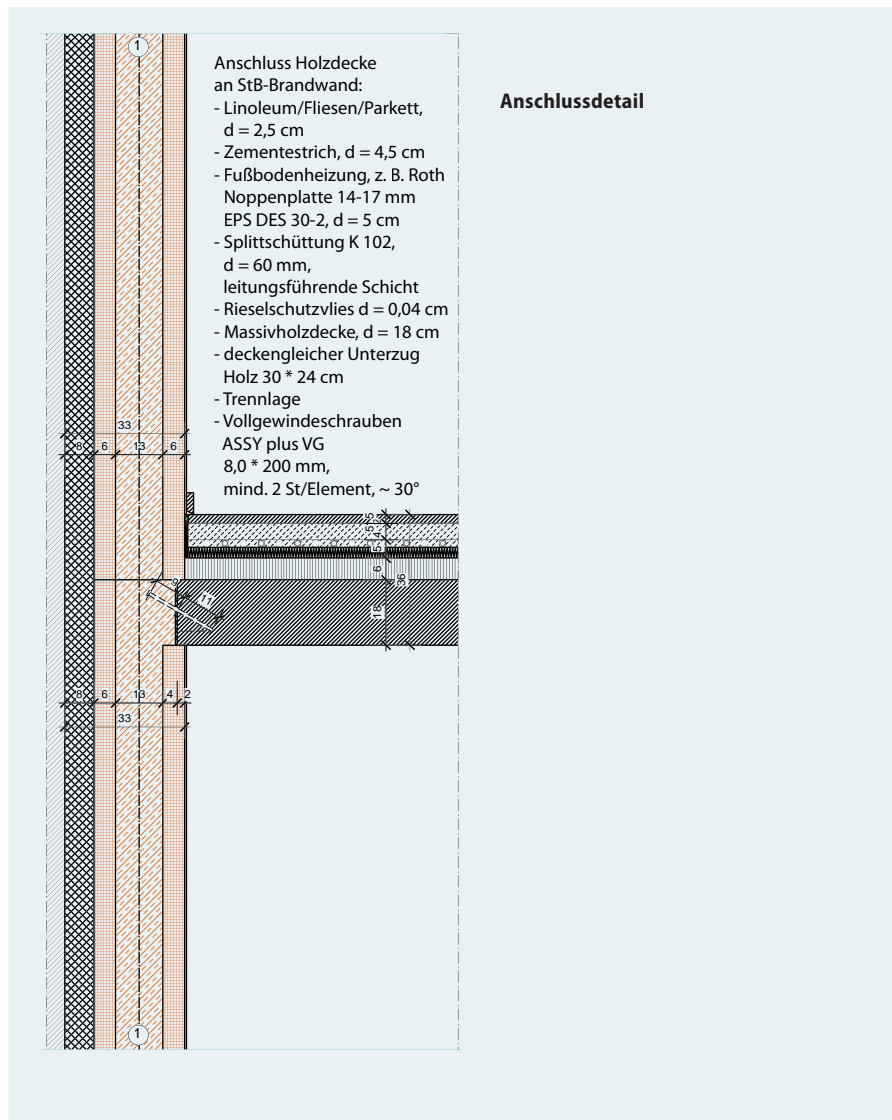 1
Anschluss Holzdecke
an StB-Brandwand:
- Linoleum/Fliesen/Parkett,
d = 2,5 cm
- Zementestrich, d = 4,5 cm
- Fußbodenheizung, z. B. Roth
Noppenplatte 14-17 mm
EPS DES 30-2, d = 5 cm
- Splittschüttung K 102,
d = 60 mm,
leitungsführende Schicht
- Rieselschutzvlies d = 0,04 cm
- Massivholzdecke, d = 18 cm
- deckengleicher Unterzug
Holz 30 * 24 cm
- Trennlage
- Vollgewindeschrauben
ASSY plus VG
8,0 * 200 mm,
mind. 2 St/Element, ~ 30°
Anschlussdetail
33
8 6 13 6
5
6
36
18
9
11
8 6 13 4 2
33
1